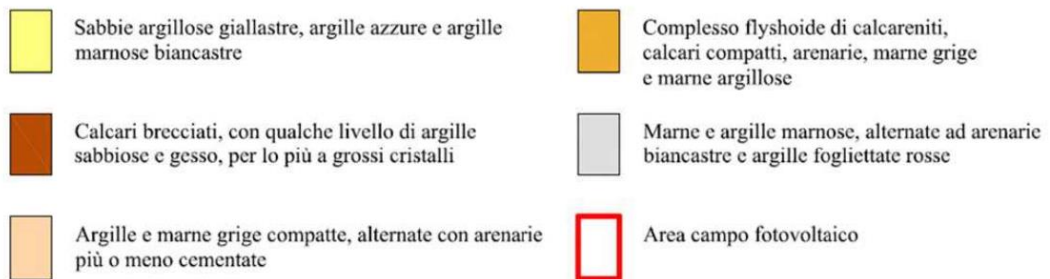 Sabbie argillose giallastre, argille azzure e argille
marnose biancastre
Calcari brecciati, con qualche livello di argille
sabbiose e gesso, per lo più a grossi cristalli
Argille e marne grige compatte, alternate con arenarie
più o meno cementate
Complesso flyshoide di calcareniti,
calcari compatti, arenarie, marne grige
e marne argillose
Marne e argille marnose, alternate ad arenarie
biancastre e argille fogliettate rosse
Area campo fotovoltaico